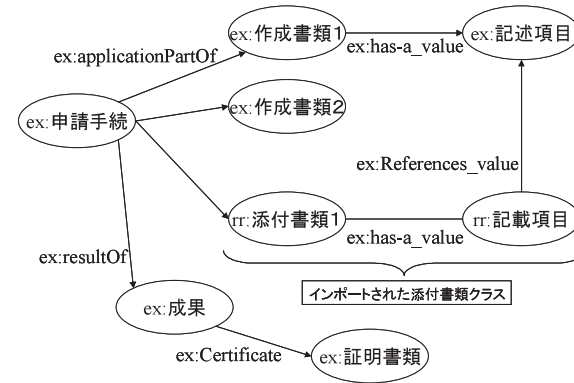 ex:作成書類1
ex:has-a_value
ex:記述項目
ex:applicationPartOf
ex:作成書類2
ex:申請手続
ex:References_value
rr:添付書類1
ex:has-a_value
rr:記載項目
ex:resultOf
インポートされた添付書類クラス
ex:成果
ex:Certificate
ex:証明書類